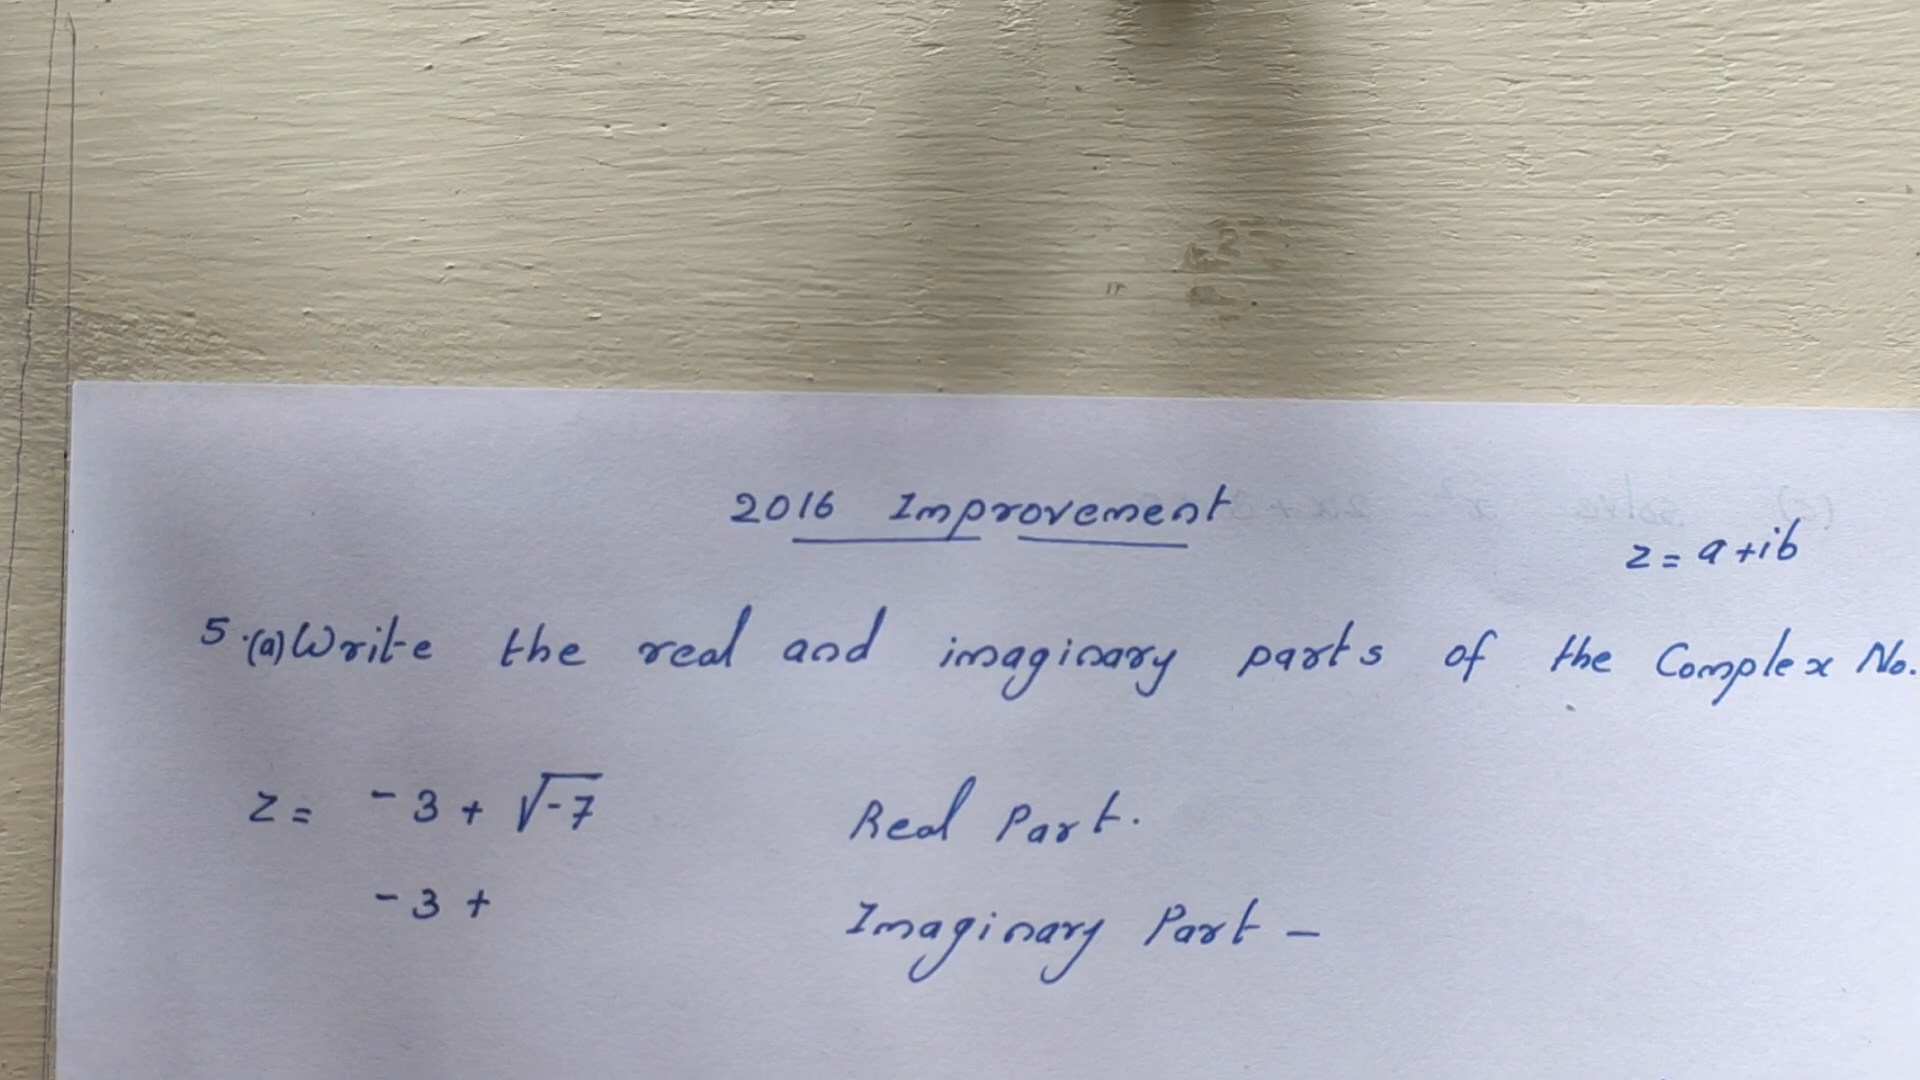 2016 Improvement
z = a+ib
5.(a) Write the real and imaginary parts of the Complex No.
z = -3 + √-7
Real Part.
-3 +
Imaginary Part -